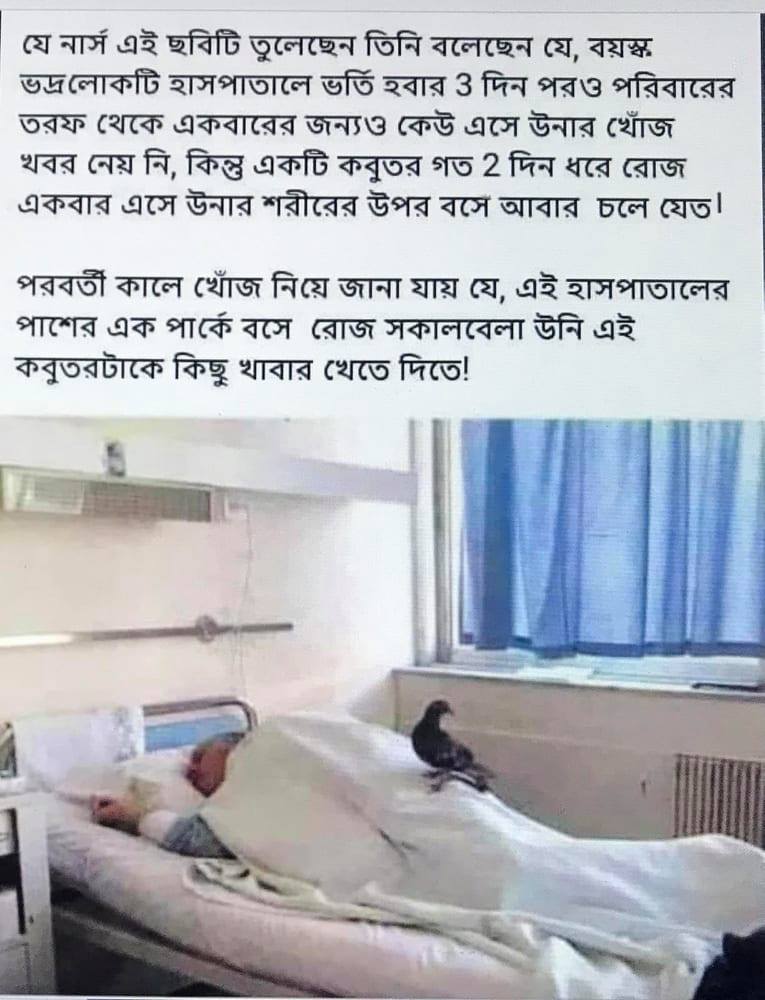 যে নার্স এই ছবিটি তুলেছেন তিনি বলেছেন যে, বয়স্ক
ভদ্রলোকটি হাসপাতালে ভর্তি হবার 3 দিন পরও পরিবারের
তরফ থেকে একবারের জন্যও কেউ এসে উনার খোঁজ
খবর নেয় নি, কিন্তু একটি কবুতর গত 2 দিন ধরে রোজ
একবার এসে উনার শরীরের উপর বসে আবার চলে যেত।
পরবর্তী কালে খোঁজ নিয়ে জানা যায় যে, এই হাসপাতালের
পাশের এক পার্কে বসে রোজ সকালবেলা উনি এই
কবুতরটাকে কিছু খাবার খেতে দিতে!